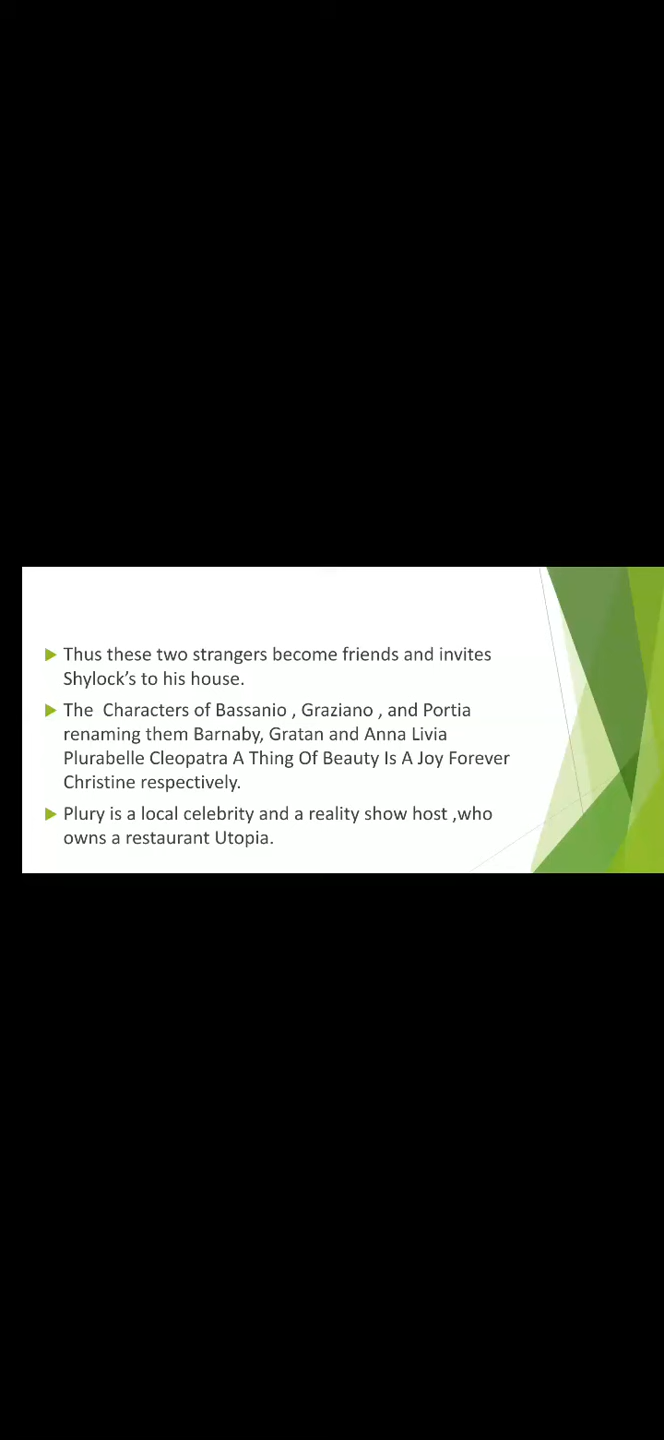 Thus these two strangers become friends and invites
Shylock’s to his house.
The  Characters of Bassanio , Graziano , and Portia
renaming them Barnaby, Gratan and Anna Livia
Plurabelle Cleopatra A Thing Of Beauty Is A Joy Forever
Christine respectively.
Plury is a local celebrity and a reality show host ,who
owns a restaurant Utopia.